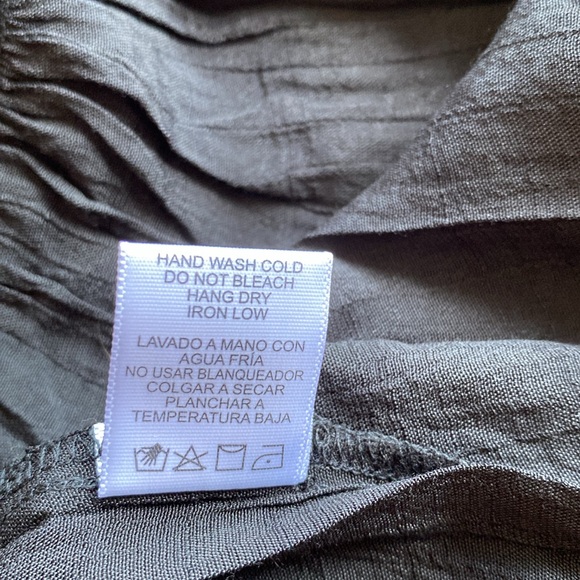 HAND WASH COLD
DO NOT BLEACH
HANG DRY
IRON LOW
LAVADO A MANO CON
AGUA FRÍA
NO USAR BLANQUEADOR
COLGAR A SECAR
PLANCHAR A
TEMPERATURA BAJA